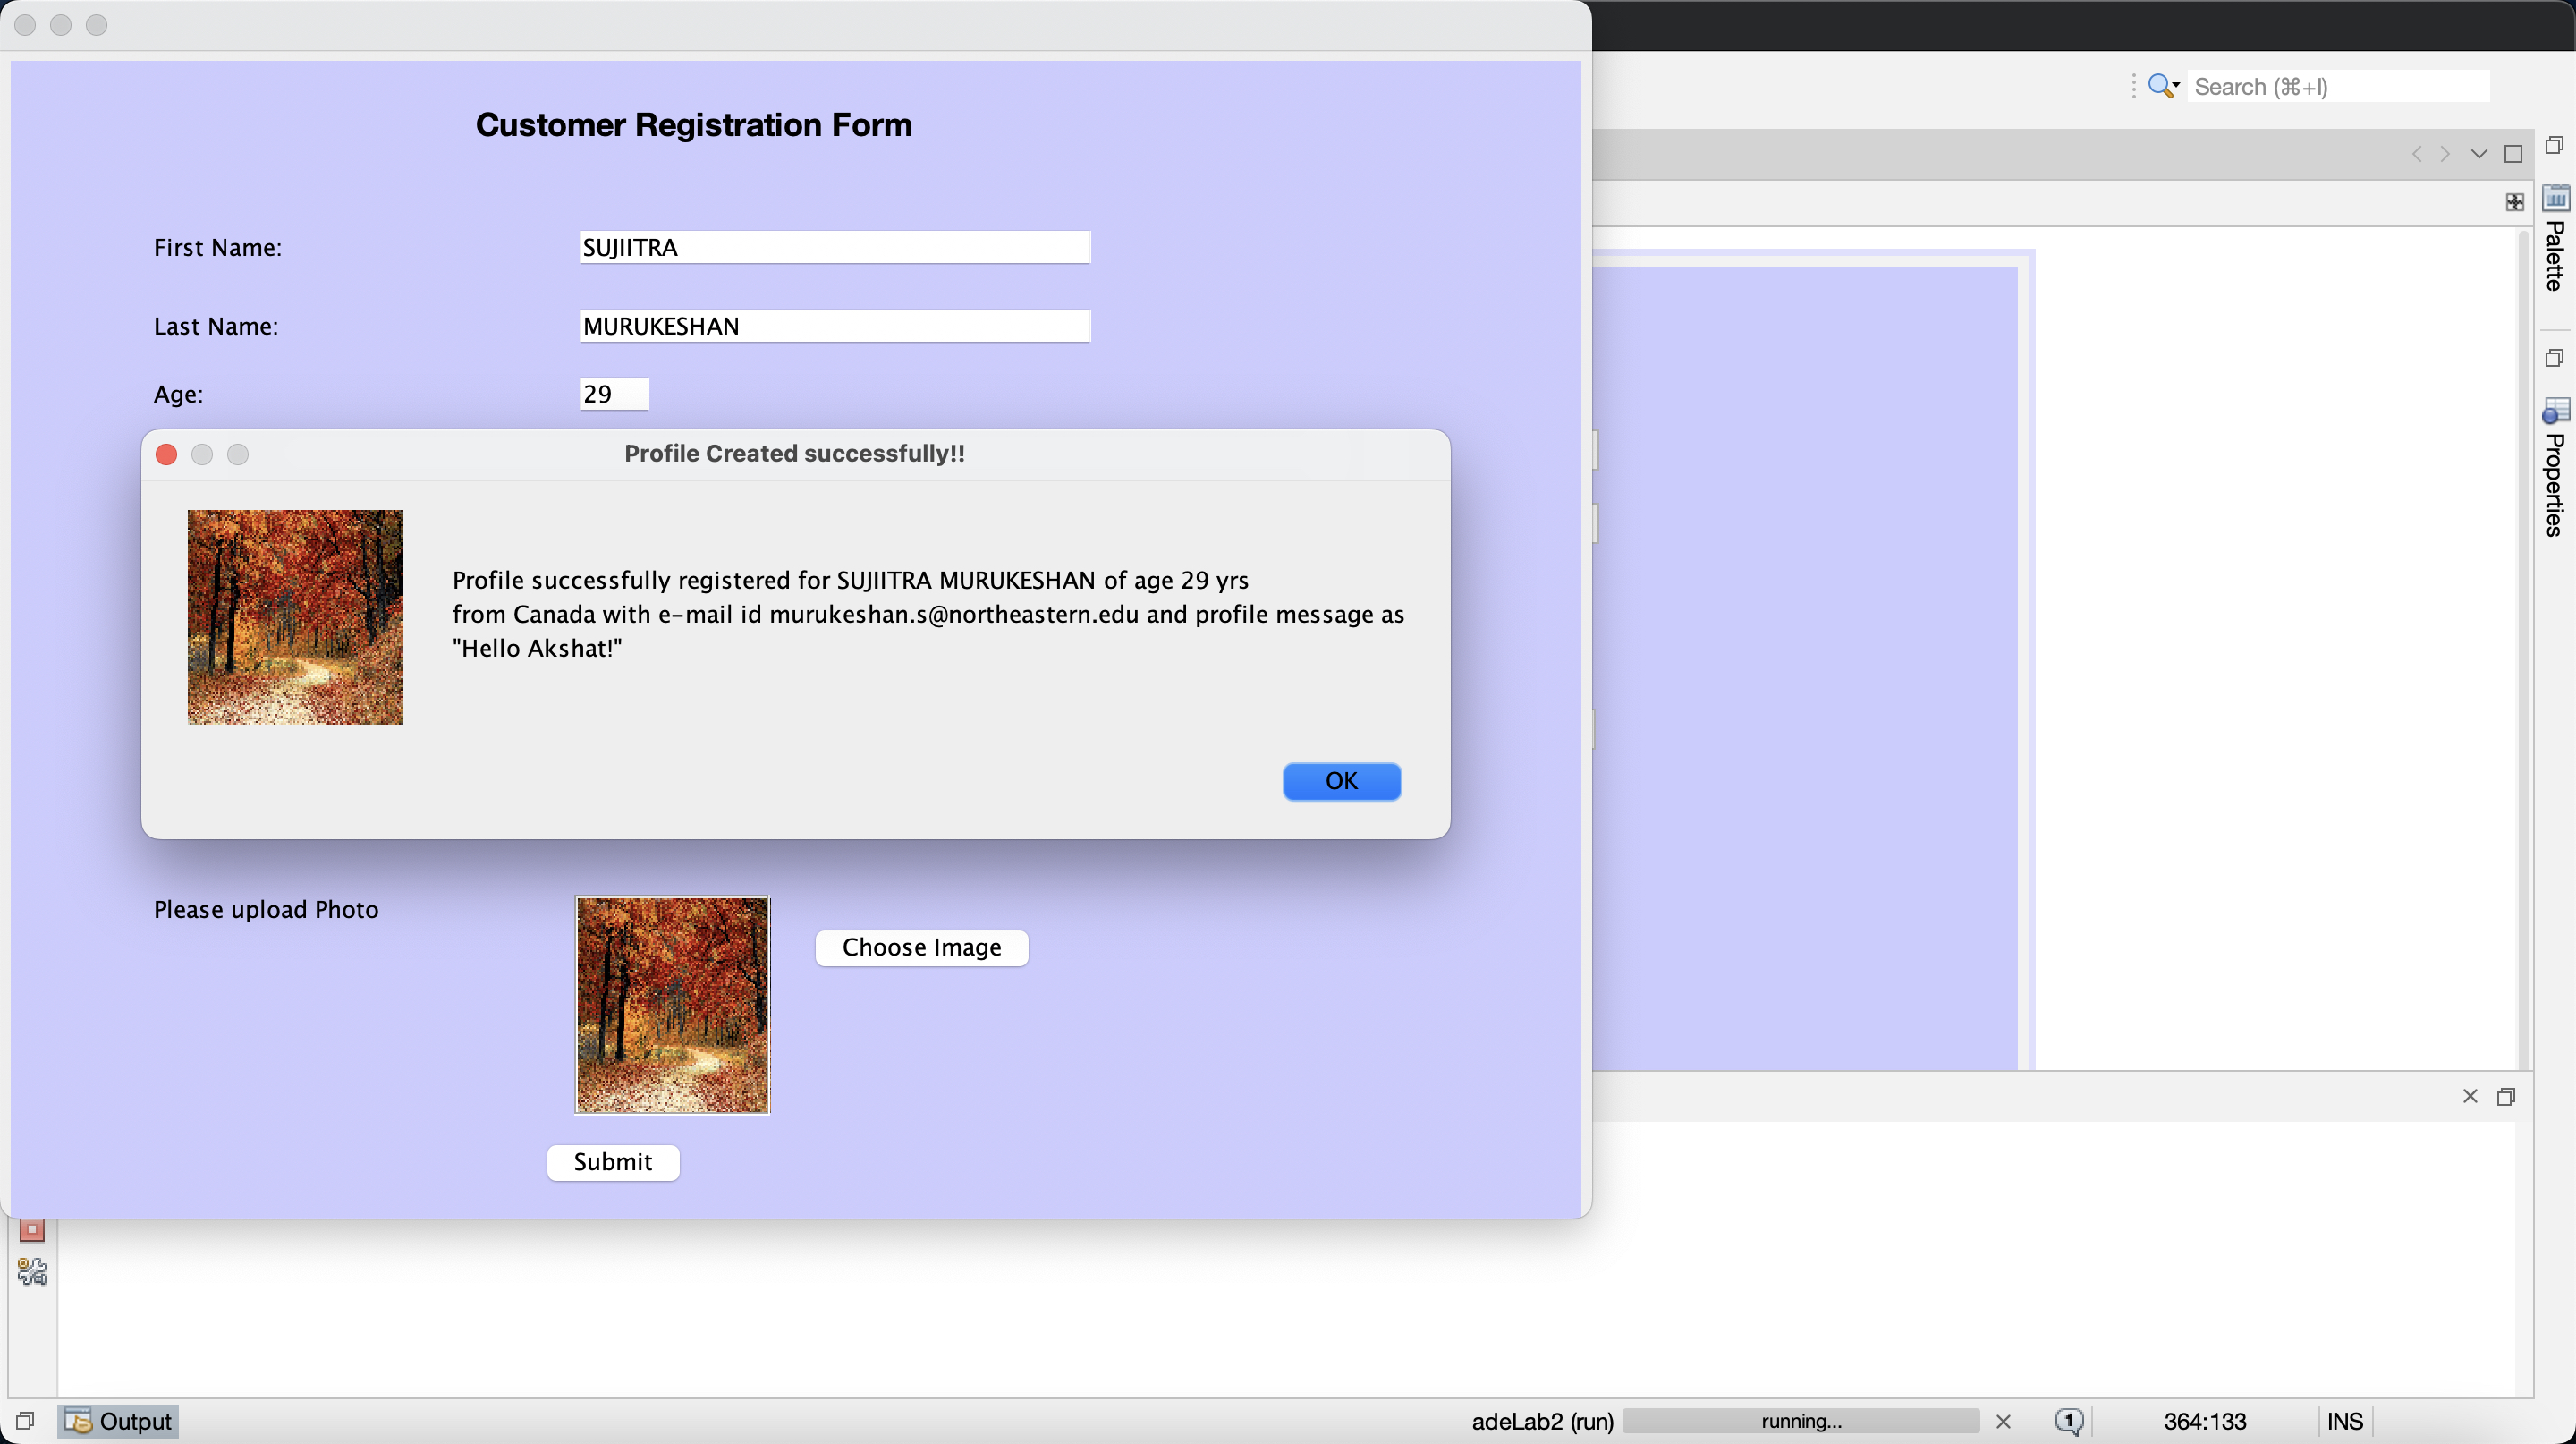 Search (⌘+I)
Customer Registration Form
First Name:
SUJIITRA
Last Name:
MURUKESHAN
Age:
29
Profile Created successfully!!
Profile successfully registered for SUJIITRA MURUKESHAN of age 29 yrs
from Canada with e-mail id murukeshan.s@northeastern.edu and profile message as
"Hello Akshat!"
OK
Please upload Photo
Choose Image
Submit
Palette
Properties
Output
adeLab2 (run)
running...
1
364:133
INS